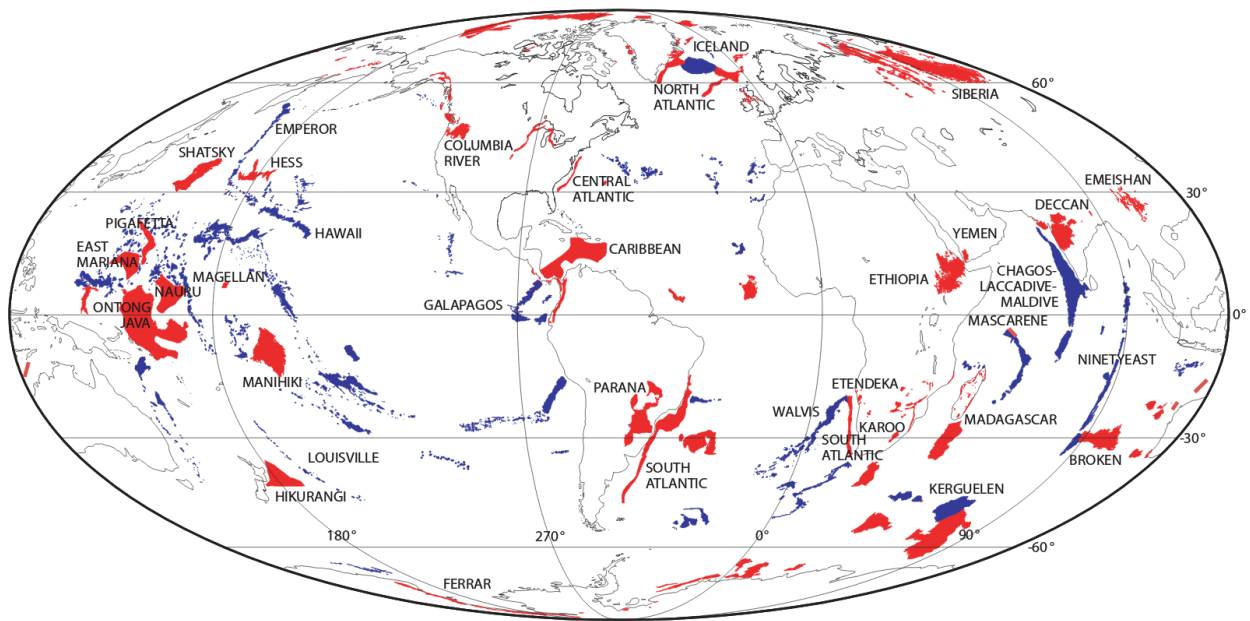 ICELAND
60°
NORTH
ATLANTIC
SIBERIA
EMPEROR
COLUMBIA
RIVER
SHATSKY
HESS
CENTRAL
ATLANTIC
EMEISHAN
30°
DECCAN
PIGAFETTA
HAWAII
YEMEN
EAST
MARIANA
CARIBBEAN
MAGELLAN
ETHIOPIA
CHAGOS-
LACCADIVE-
MALDIVE
NAURU
GALAPAGOS
ONTONG
JAVA
0°
MASCARENE
NINETYEAST
MANIHIKI
PARANA
ETENDEKA
WALVIS
MADAGASCAR
KAROO
SOUTH
ATLANTIC
-30°
LOUISVILLE
BROKEN
SOUTH
ATLANTIC
HIKURANGI
KERGUELEN
180°
270°
0°
90°
-60°
FERRAR